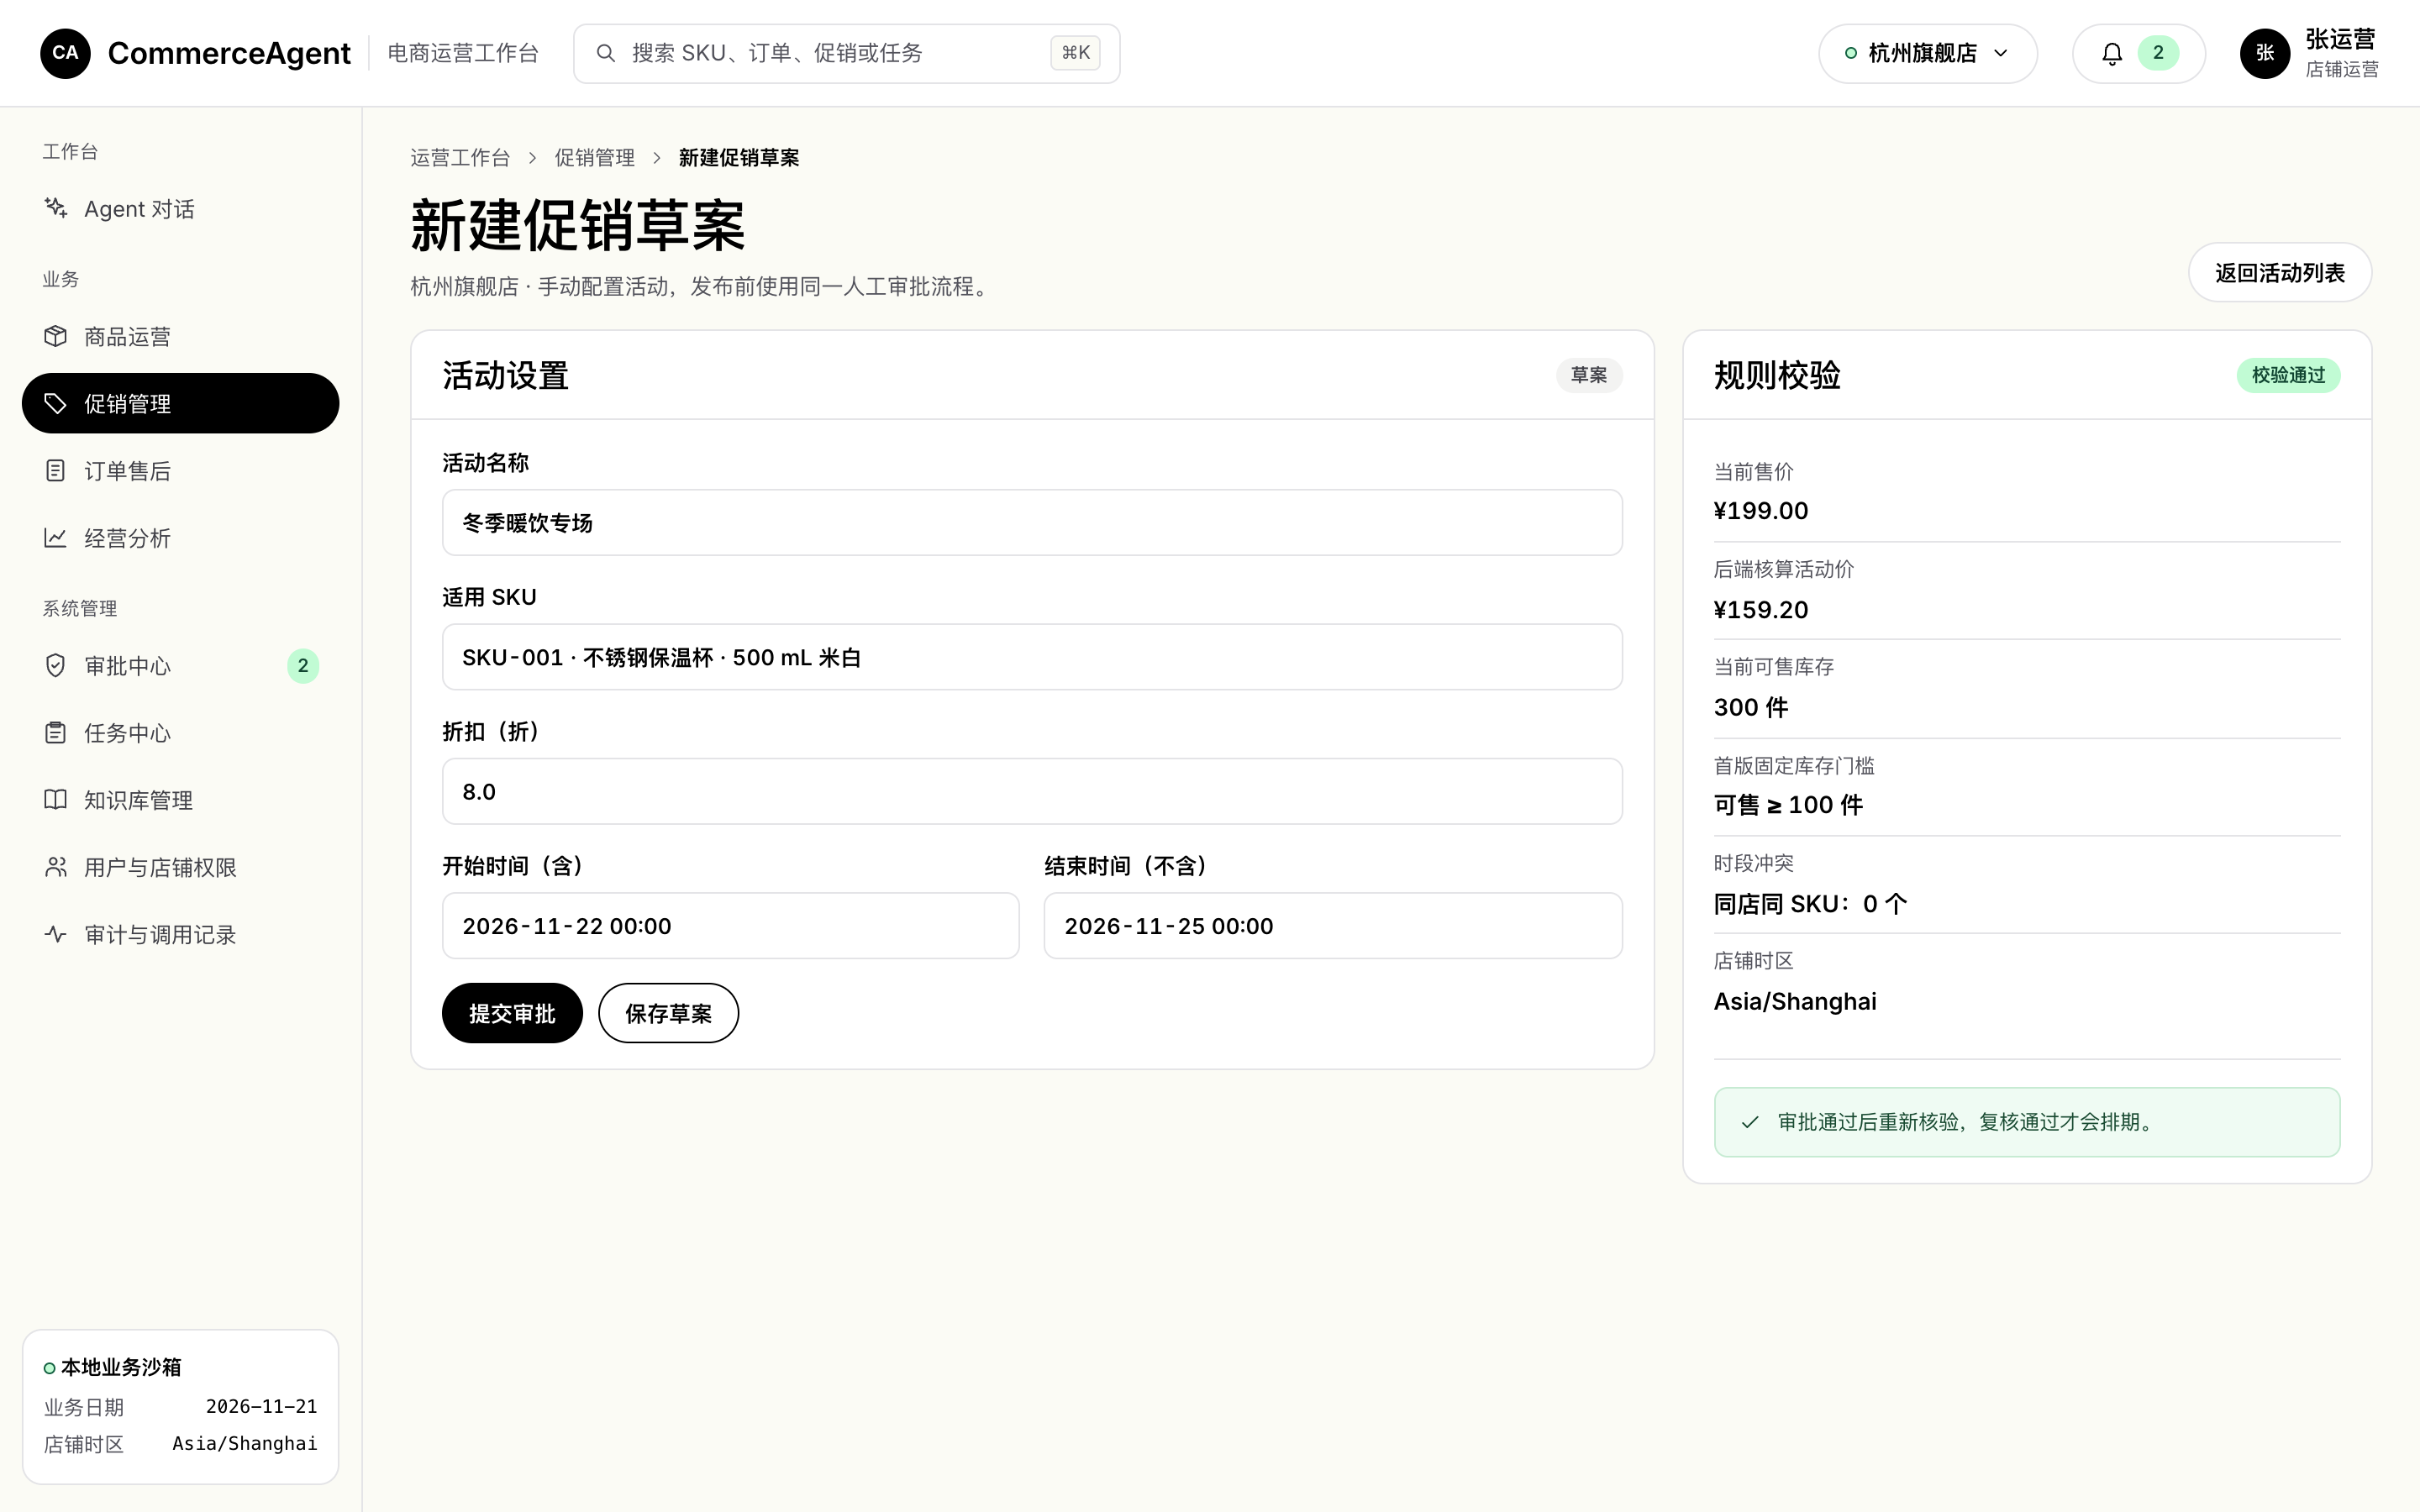 CA CommerceAgent 电商运营工作台 搜索 SKU、订单、促销或任务 ⌘K 杭州旗舰店 2 张 张运营
店铺运营
工作台
Agent 对话
业务
商品运营
促销管理
订单售后
经营分析
系统管理
审批中心 2
任务中心
知识库管理
用户与店铺权限
审计与调用记录
本地业务沙箱
业务日期 2026-11-21
店铺时区 Asia/Shanghai
运营工作台 > 促销管理 > 新建促销草案
新建促销草案
杭州旗舰店 · 手动配置活动，发布前使用同一人工审批流程。
返回活动列表
活动设置 草案
活动名称
冬季暖饮专场
适用 SKU
SKU-001 · 不锈钢保温杯 · 500 mL 米白
折扣（折）
8.0
开始时间（含） 结束时间（不含）
2026-11-22 00:00 2026-11-25 00:00
提交审批 保存草案
规则校验 校验通过
当前售价
¥199.00
后端核算活动价
¥159.20
当前可售库存
300 件
首版固定库存门槛
可售 ≥ 100 件
时段冲突
同店同 SKU：0 个
店铺时区
Asia/Shanghai
审批通过后重新核验，复核通过才会排期。